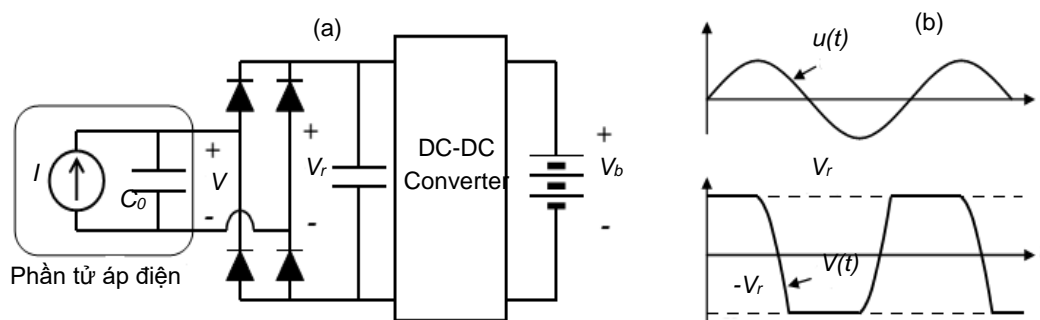 (a)
(b)
u(t)
+
+
DC-DC
Converter
+
I
C0
V
Vr
Vb
-
-
-
Phần tử áp điện
Vr
V(t)
-Vr